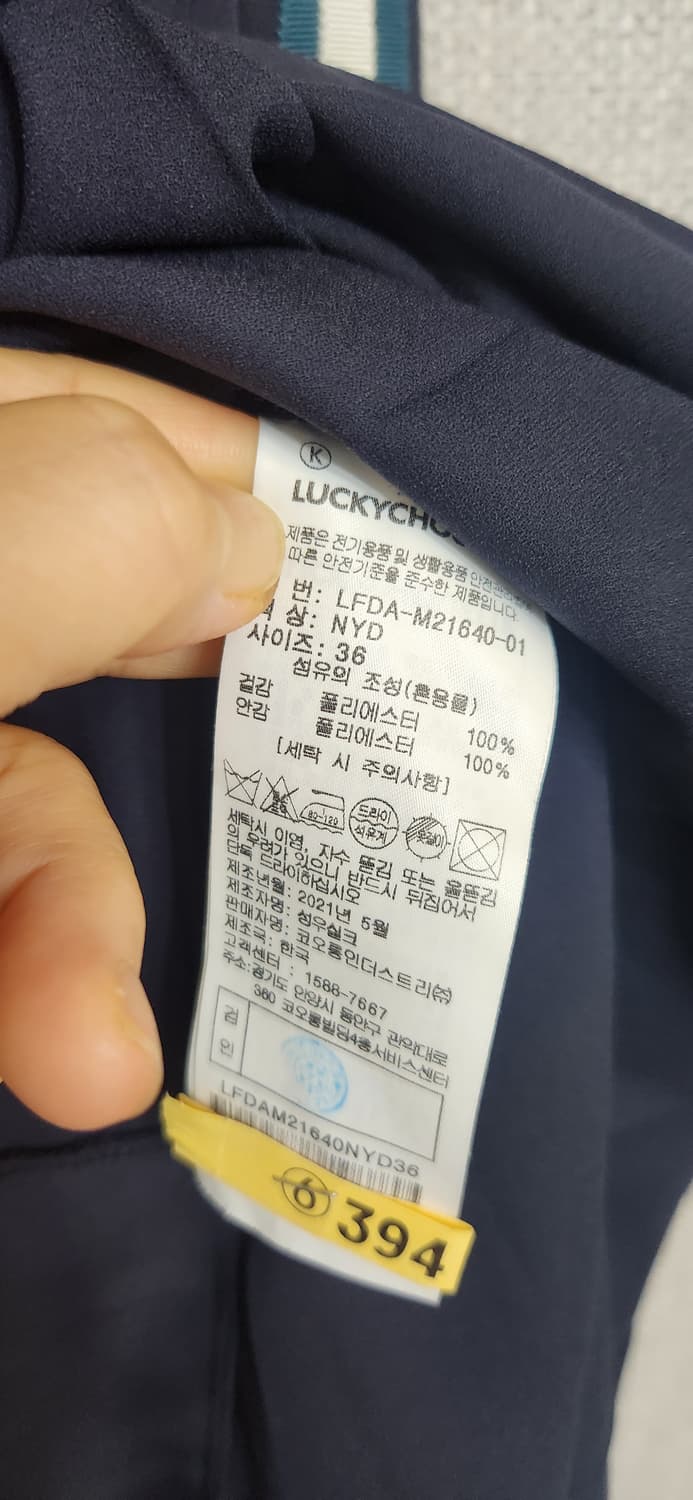 K
LUCKYCHO
제품은 전기용품 및 생활용품 안전관리
따른 안전기준을 준수한 제품입니다.
번: LFDA-M21640-01
상: NYD
사이즈: 36
섬유의 조성(혼용율)
겉감 폴리에스터 100%
안감 폴리에스터 100%
[세탁 시 주의사항]
80-120 드라이 석유계 옷걸이
세탁시 이염, 자수 뜯김 또는 올뜯김
의 우려가 있으니 반드시 뒤집어서
단독 드라이하십시오
제조년월: 2021년 5월
제조자명: 성우실크
판매자명: 코오롱인더스트리(주)
제조국: 한국
고객센터 : 1588-7667
주소:경기도 안양시 동안구 관악대로
360 코오롱빌딩4층서비스센터
검
인
LFDAM21640NYD36
6 394